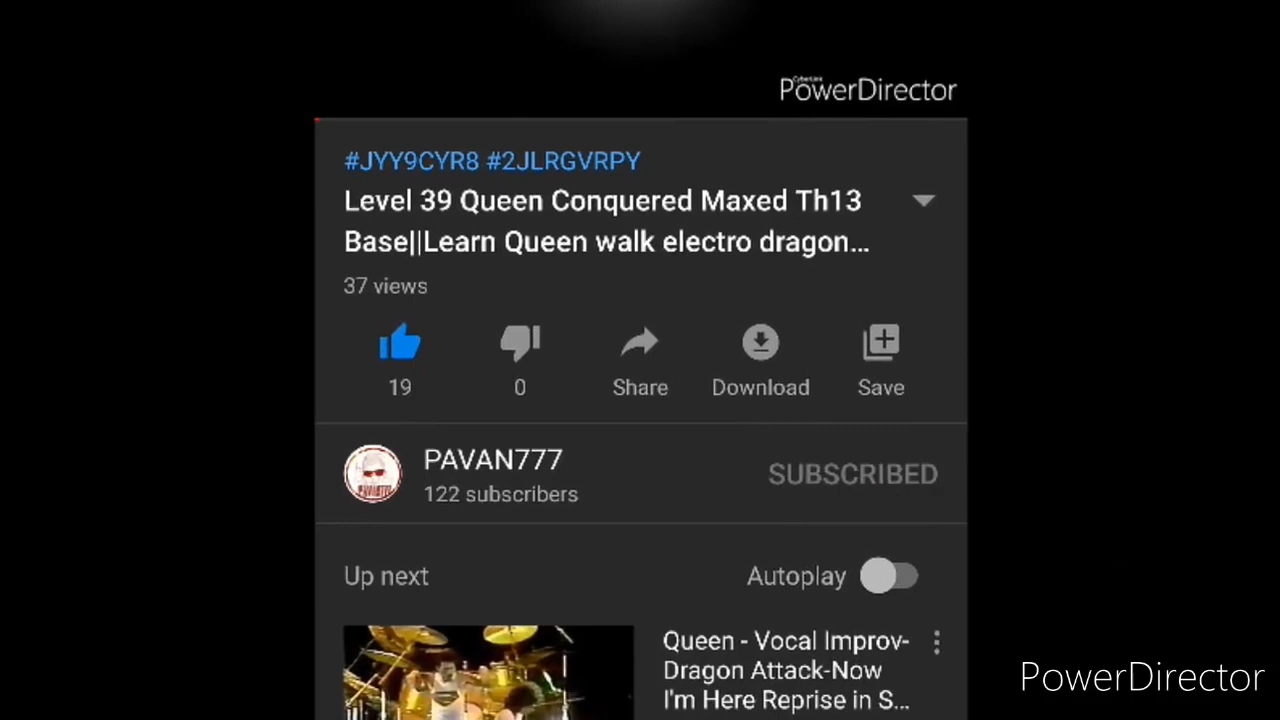 CyberLink
PowerDirector
#JYY9CYR8 #2JLRGVRPY
Level 39 Queen Conquered Maxed Th13
Base||Learn Queen walk electro dragon...
37 views
19
0
Share
Download
Save
PAVAN777
122 subscribers
SUBSCRIBED
Up next
Autoplay
Queen - Vocal Improv-
Dragon Attack-Now
I'm Here Reprise in S...
PowerDirector